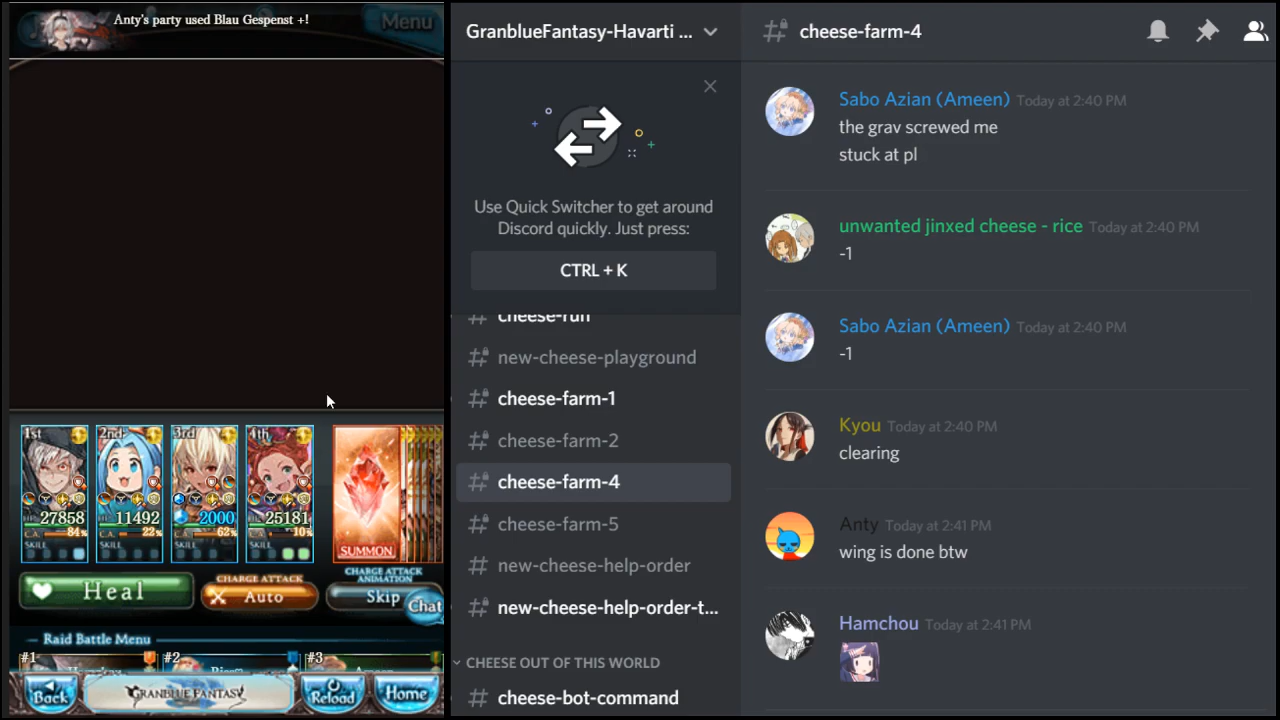 Anty's party used Blau Gespenst +!
Menu
1st
2nd
3rd
4th
27858
11492
2000
25181
C.A. 84%
C.A. 22%
C.A. 62%
C.A. 10%
SKILL
SKILL
SKILL
SKILL
SUMMON
Heal
CHARGE ATTACK
Auto
CHARGE ATTACK
ANIMATION
Skip
Chat
Raid Battle Menu
#1
#2
#3
Back
GRANBLUE FANTASY
Reload
Home
GranblueFantasy-Havarti ...
Use Quick Switcher to get around
Discord quickly. Just press:
CTRL + K
cheese-run
new-cheese-playground
cheese-farm-1
cheese-farm-2
cheese-farm-4
cheese-farm-5
new-cheese-help-order
new-cheese-help-order-t...
CHEESE OUT OF THIS WORLD
cheese-bot-command
cheese-farm-4
Sabo Azian (Ameen) Today at 2:40 PM
the grav screwed me
stuck at pl
unwanted jinxed cheese - rice Today at 2:40 PM
-1
Sabo Azian (Ameen) Today at 2:40 PM
-1
Kyou Today at 2:40 PM
clearing
Anty Today at 2:41 PM
wing is done btw
Hamchou Today at 2:41 PM